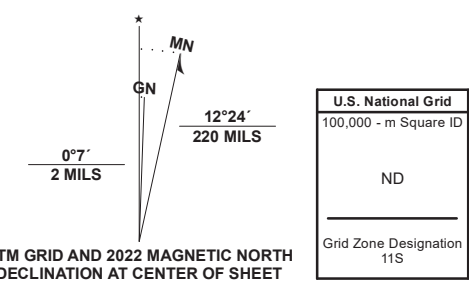 ★
MN
GN
0°7´
2 MILS
12°24´
220 MILS
TM GRID AND 2022 MAGNETIC NORTH
DECLINATION AT CENTER OF SHEET
U.S. National Grid
100,000 - m Square ID
ND
Grid Zone Designation
11S